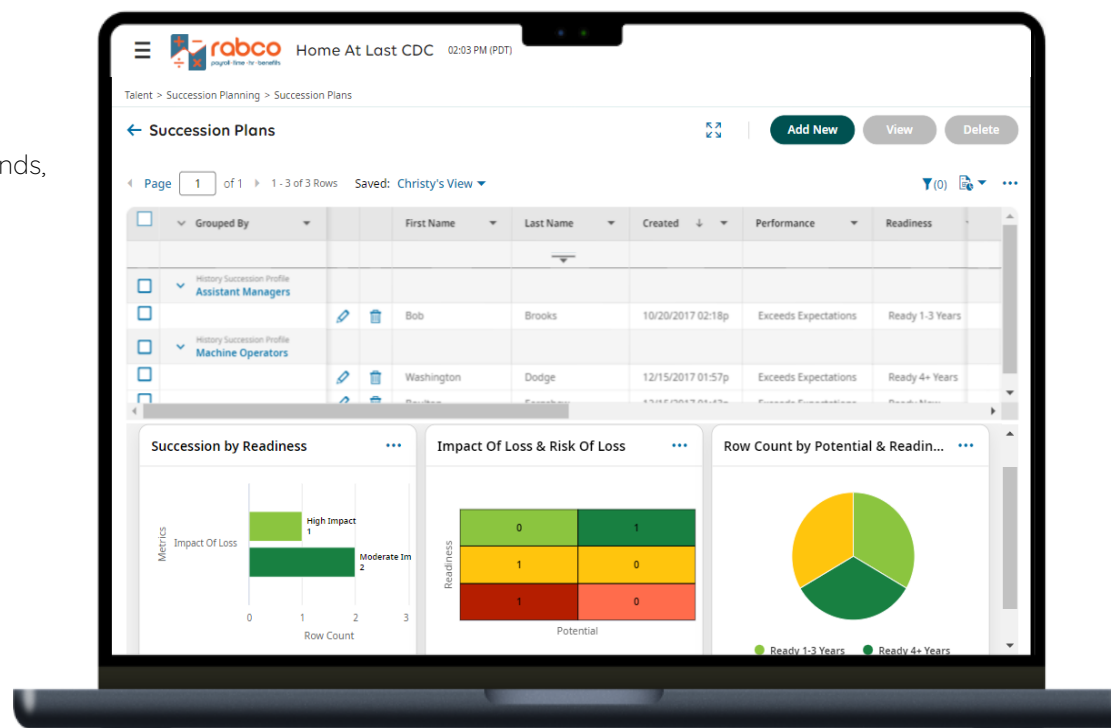 nds,
rabco
payroll·time·hr·benefits
Home At Last CDC 02:03 PM (PDT)
Talent > Succession Planning > Succession Plans
Succession Plans
Add New View Delete
Page 1 of 1 1 - 3 of 3 Rows Saved: Christy's View
(0)
Grouped By First Name Last Name Created Performance Readiness
History Succession Profile
Assistant Managers
Bob Brooks 10/20/2017 02:18p Exceeds Expectations Ready 1-3 Years
History Succession Profile
Machine Operators
Washington Dodge 12/15/2017 01:57p Exceeds Expectations Ready 4+ Years
Succession by Readiness
Metrics
Impact Of Loss
High Impact
1
Moderate Im
2
0 1 2 3
Row Count
Impact Of Loss & Risk Of Loss
Readiness
0 1
1 0
1 0
Potential
Row Count by Potential & Readin...
Ready 1-3 Years Ready 4+ Years